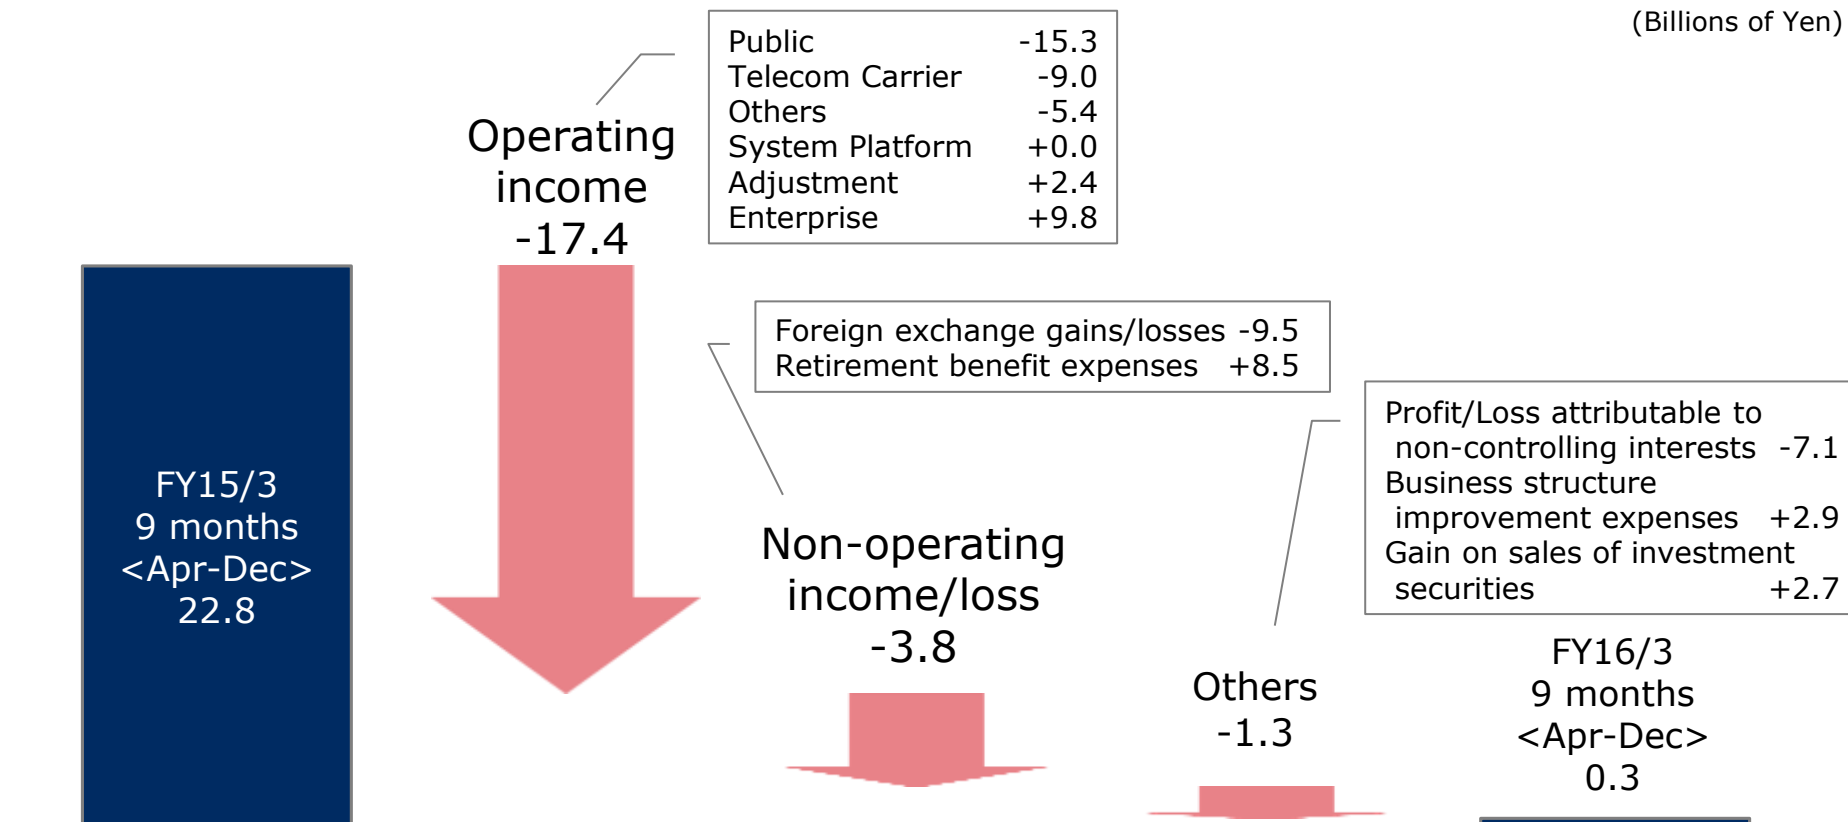 (Billions of Yen)
Public -15.3
Telecom Carrier -9.0
Others -5.4
System Platform +0.0
Adjustment +2.4
Enterprise +9.8
Operating
income
-17.4
Foreign exchange gains/losses -9.5
Retirement benefit expenses +8.5
Profit/Loss attributable to
non-controlling interests -7.1
Business structure
improvement expenses +2.9
Gain on sales of investment
securities +2.7
FY15/3
9 months
<Apr-Dec>
22.8
Non-operating
income/loss
-3.8
Others
-1.3
FY16/3
9 months
<Apr-Dec>
0.3